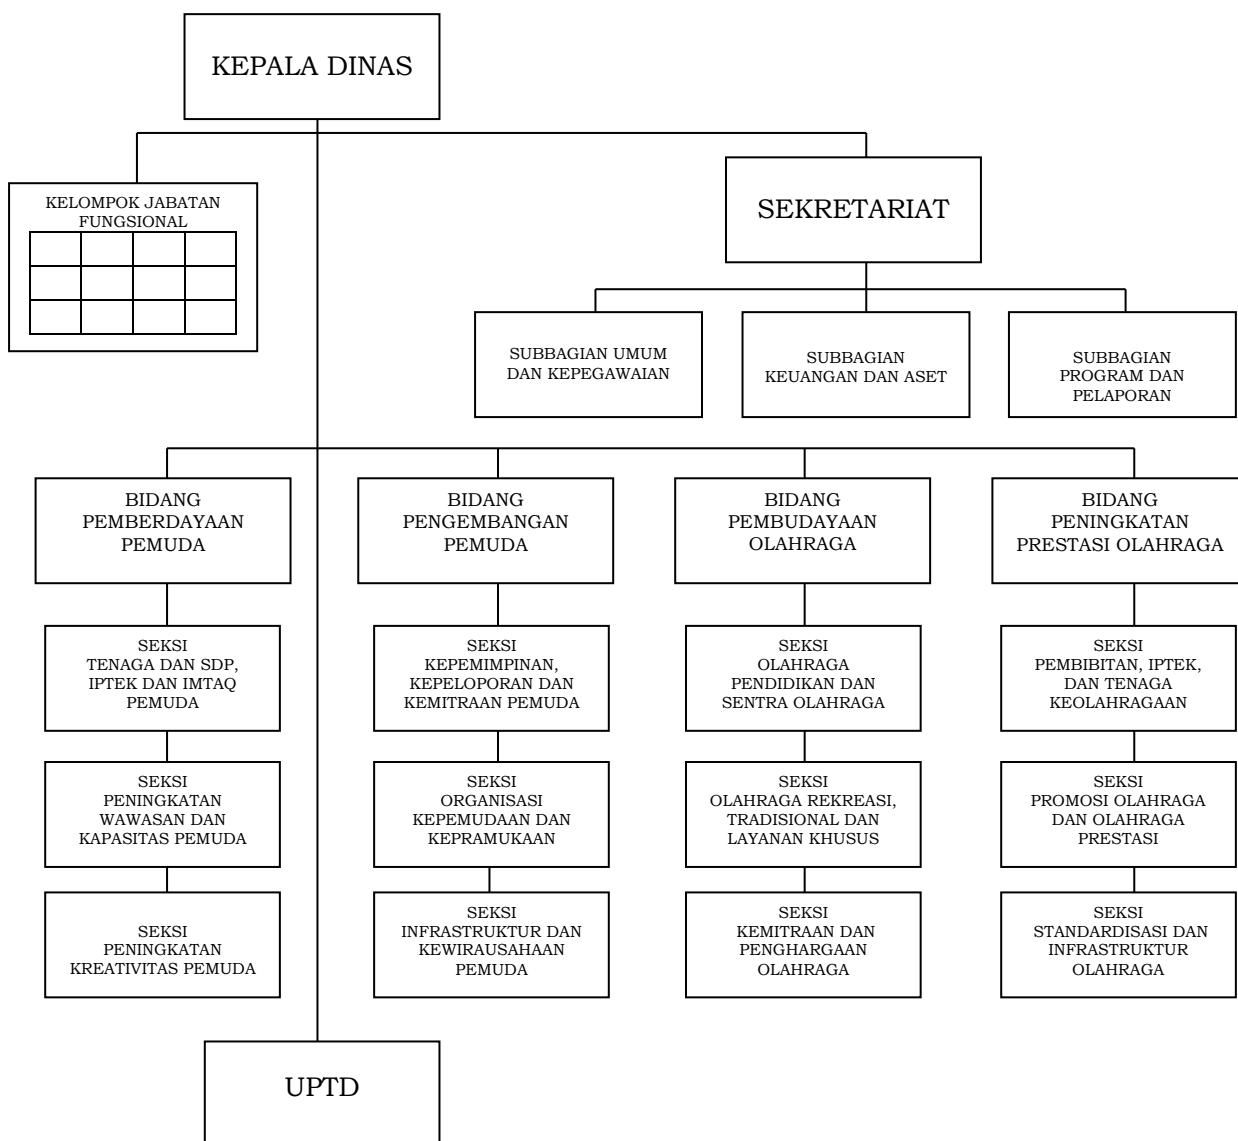 KEPALA DINAS
KELOMPOK JABATAN
FUNGSIONAL
SEKRETARIAT
SUBBAGIAN UMUM
DAN KEPEGAWAIAN
SUBBAGIAN
KEUANGAN DAN ASET
SUBBAGIAN
PROGRAM DAN
PELAPORAN
BIDANG
PEMBERDAYAAN
PEMUDA
BIDANG
PENGEMBANGAN
PEMUDA
BIDANG
PEMBUDAYAAN
OLAHRAGA
BIDANG
PENINGKATAN
PRESTASI OLAHRAGA
SEKSI
TENAGA DAN SDP,
IPTEK DAN IMTAQ
PEMUDA
SEKSI
KEPEMIMPINAN,
KEPELOPORAN DAN
KEMITRAAN PEMUDA
SEKSI
OLAHRAGA
PENDIDIKAN DAN
SENTRA OLAHRAGA
SEKSI
PEMBIBITAN, IPTEK,
DAN TENAGA
KEOLAHRAGAAN
SEKSI
PENINGKATAN
WAWASAN DAN
KAPASITAS PEMUDA
SEKSI
ORGANISASI
KEPEMUDAAN DAN
KEPRAMUKAAN
SEKSI
OLAHRAGA REKREASI,
TRADISIONAL DAN
LAYANAN KHUSUS
SEKSI
PROMOSI OLAHRAGA
DAN OLAHRAGA
PRESTASI
SEKSI
PENINGKATAN
KREATIVITAS PEMUDA
SEKSI
INFRASTRUKTUR DAN
KEWIRAUSAHAAN
PEMUDA
SEKSI
KEMITRAAN DAN
PENGHARGAAN
OLAHRAGA
SEKSI
STANDARDISASI DAN
INFRASTRUKTUR
OLAHRAGA
UPTD